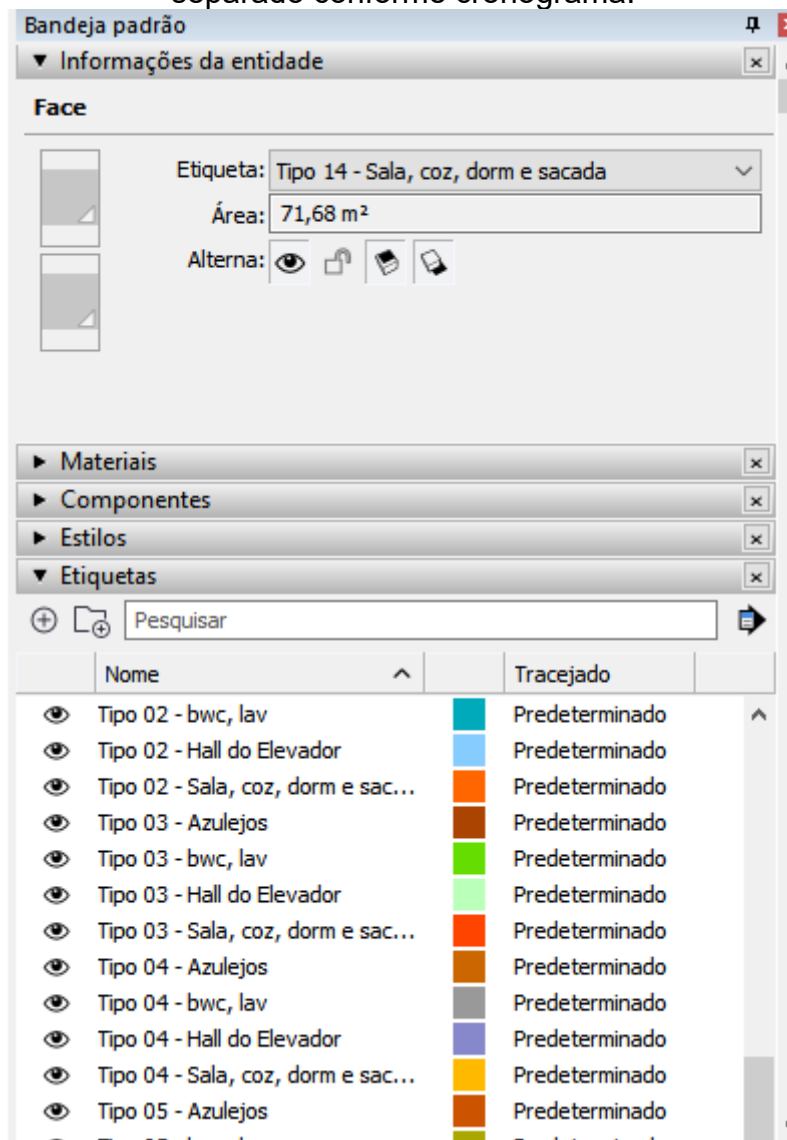 separado conforme cronograma.
Bandeja padrão
Informações da entidade
Face
Etiqueta: Tipo 14 - Sala, coz, dorm e sacada
Área: 71,68 m²
Alterna:
Materiais
Componentes
Estilos
Etiquetas
Pesquisar
Nome Tracejado
Tipo 02 - bwc, lav Predeterminado
Tipo 02 - Hall do Elevador Predeterminado
Tipo 02 - Sala, coz, dorm e sac... Predeterminado
Tipo 03 - Azulejos Predeterminado
Tipo 03 - bwc, lav Predeterminado
Tipo 03 - Hall do Elevador Predeterminado
Tipo 03 - Sala, coz, dorm e sac... Predeterminado
Tipo 04 - Azulejos Predeterminado
Tipo 04 - bwc, lav Predeterminado
Tipo 04 - Hall do Elevador Predeterminado
Tipo 04 - Sala, coz, dorm e sac... Predeterminado
Tipo 05 - Azulejos Predeterminado